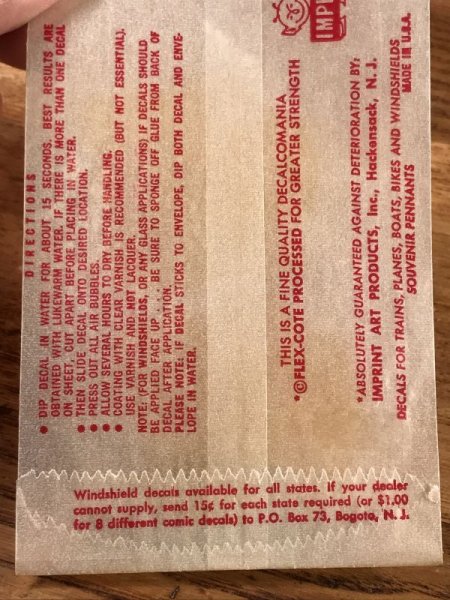 DIRECTIONS
• DIP DECAL IN WATER FOR ABOUT 15 SECONDS. BEST RESULTS ARE
OBTAINED WITH LUKEWARM WATER. IF THERE IS MORE THAN ONE DECAL
ON SHEET, CUT APART BEFORE PLACING IN WATER.
• THEN SLIDE DECAL ONTO DESIRED LOCATION.
• PRESS OUT ALL AIR BUBBLES.
• ALLOW SEVERAL HOURS TO DRY BEFORE HANDLING.
• COATING WITH CLEAR VARNISH IS RECOMMENDED (BUT NOT ESSENTIAL).
USE VARNISH AND NOT LACQUER.
NOTE: (FOR WINDSHIELDS, OR ANY GLASS APPLICATIONS) IF DECALS SHOULD
BE APPLIED FACE UP, BE SURE TO SPONGE OFF GLUE FROM BACK OF
DECAL AFTER APPLICATION.
PLEASE NOTE: IF DECAL STICKS TO ENVELOPE, DIP BOTH DECAL AND ENVE-
LOPE IN WATER.
THIS IS A FINE QUALITY DECALCOMANIA
*©FLEX-COTE PROCESSED FOR GREATER STRENGTH
IMP
*ABSOLUTELY GUARANTEED AGAINST DETERIORATION BY:
IMPRINT ART PRODUCTS, Inc., Hackensack, N. J.
DECALS FOR TRAINS, PLANES, BOATS, BIKES AND WINDSHIELDS
SOUVENIR PENNANTS
MADE IN U.S.A.
Windshield decals available for all states. If your dealer
cannot supply, send 15¢ for each state required (or $1.00
for 8 different comic decals) to P.O. Box 73, Bogota, N. J.